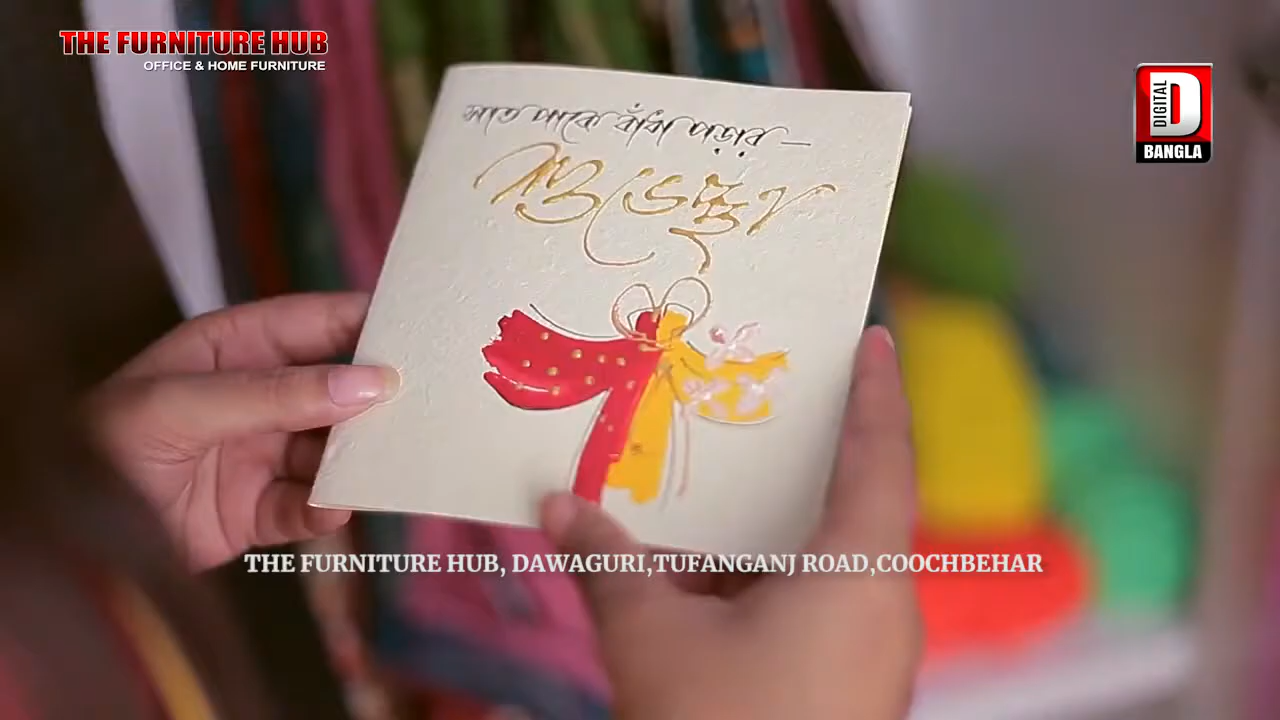 THE FURNITURE HUB
OFFICE & HOME FURNITURE
DIGITAL
D
BANGLA
সাত পাকে বাঁধা পড়ার —
শুভেচ্ছা
THE FURNITURE HUB, DAWAGURI,TUFANGANJ ROAD,COOCHBEHAR